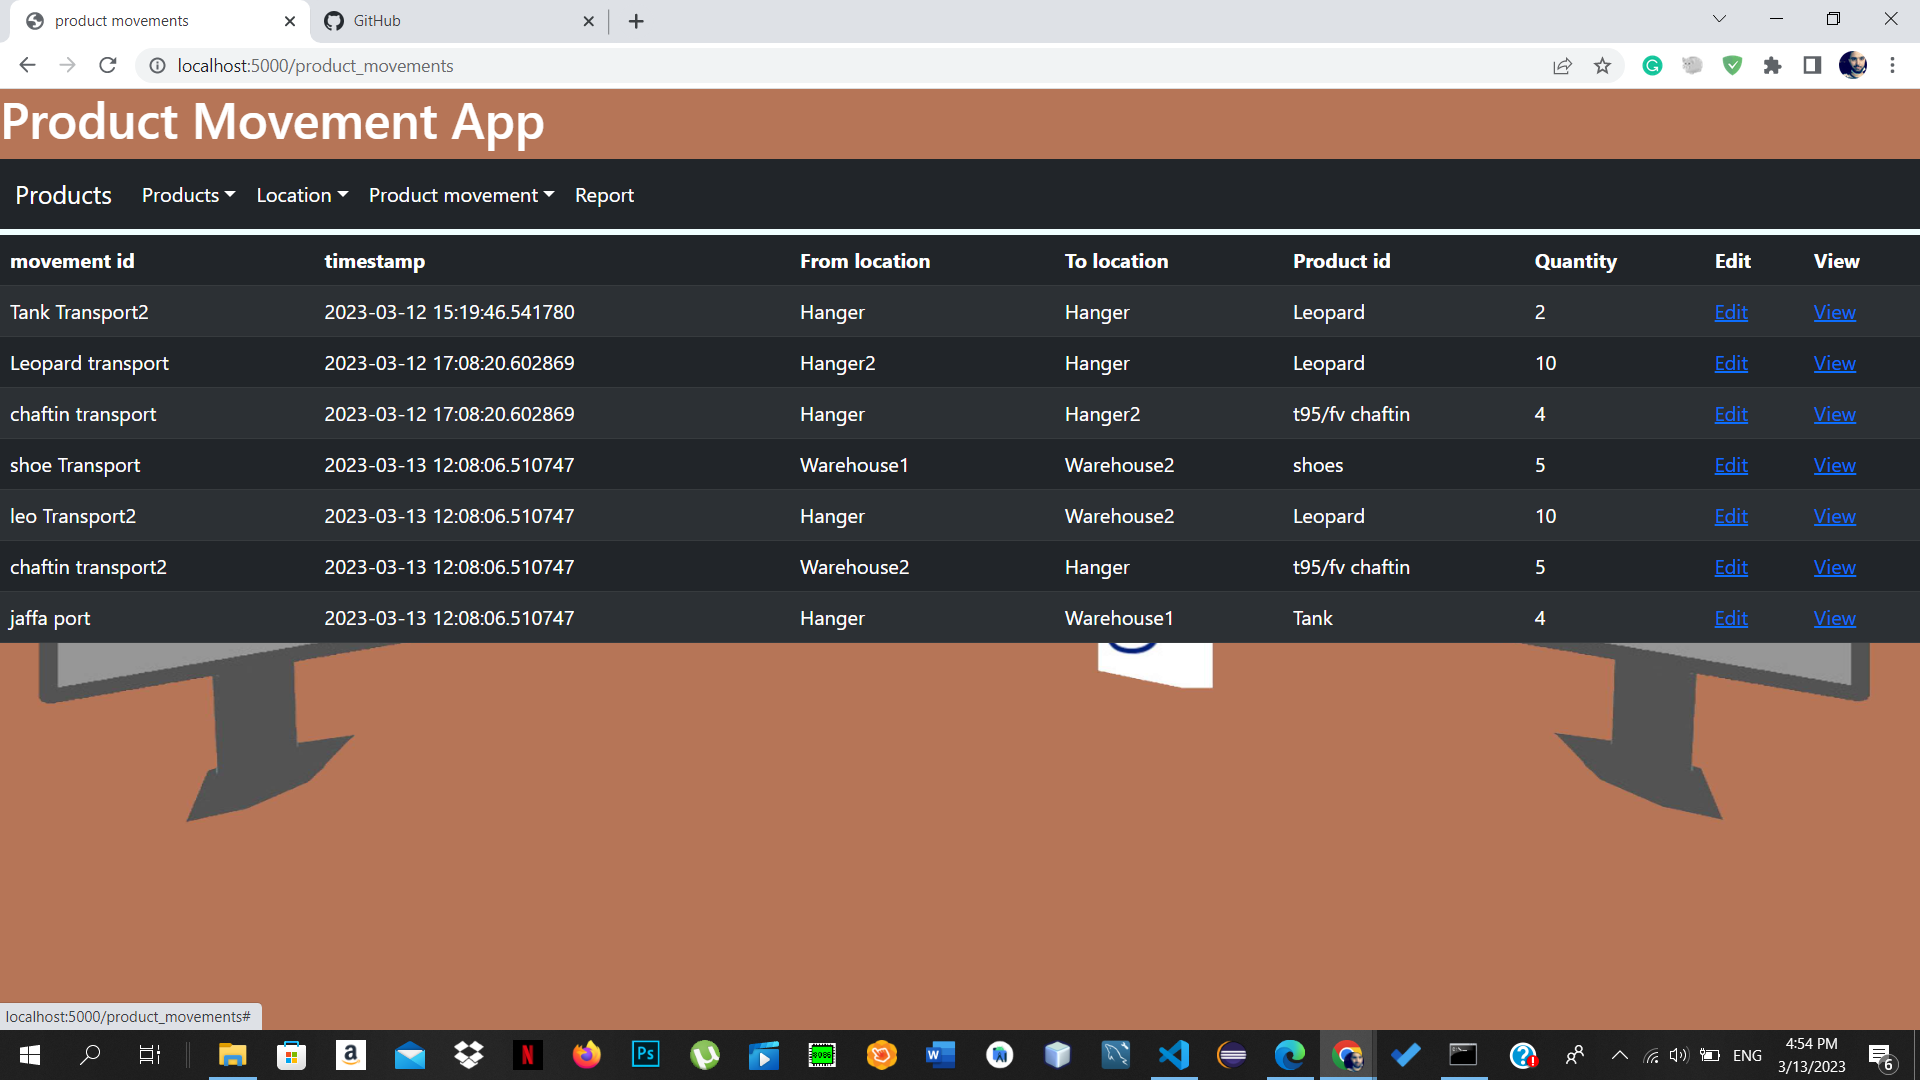 product movements
GitHub
localhost:5000/product_movements
Product Movement App
Products Products Location Product movement Report
movement id timestamp From location To location Product id Quantity Edit View
Tank Transport2 2023-03-12 15:19:46.541780 Hanger Hanger Leopard 2 Edit View
Leopard transport 2023-03-12 17:08:20.602869 Hanger2 Hanger Leopard 10 Edit View
chaftin transport 2023-03-12 17:08:20.602869 Hanger Hanger2 t95/fv chaftin 4 Edit View
shoe Transport 2023-03-13 12:08:06.510747 Warehouse1 Warehouse2 shoes 5 Edit View
leo Transport2 2023-03-13 12:08:06.510747 Hanger Warehouse2 Leopard 10 Edit View
chaftin transport2 2023-03-13 12:08:06.510747 Warehouse2 Hanger t95/fv chaftin 5 Edit View
jaffa port 2023-03-13 12:08:06.510747 Hanger Warehouse1 Tank 4 Edit View
localhost:5000/product_movements#
ENG
4:54 PM
3/13/2023
6